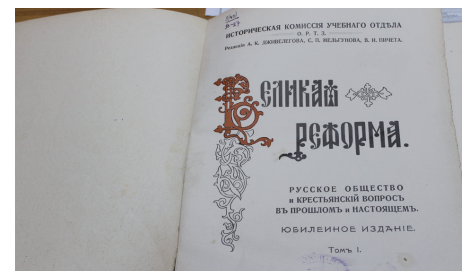 ИСТОРИЧЕСКАЯ КОМИССІЯ УЧЕБНАГО ОТДѢЛА
О. Р. Т. З.
Редакція А. К. ДЖИВЕЛЕГОВА, С. П. МЕЛЬГУНОВА, В. И. ПИЧЕТА.
ВЕЛИКАЯ
РЕФОРМА.
РУССКОЕ ОБЩЕСТВО
и КРЕСТЬЯНСКІЙ ВОПРОСЪ
ВЪ ПРОШЛОМЪ и НАСТОЯЩЕМЪ.
ЮБИЛЕЙНОЕ ИЗДАНІЕ.
Томъ I.